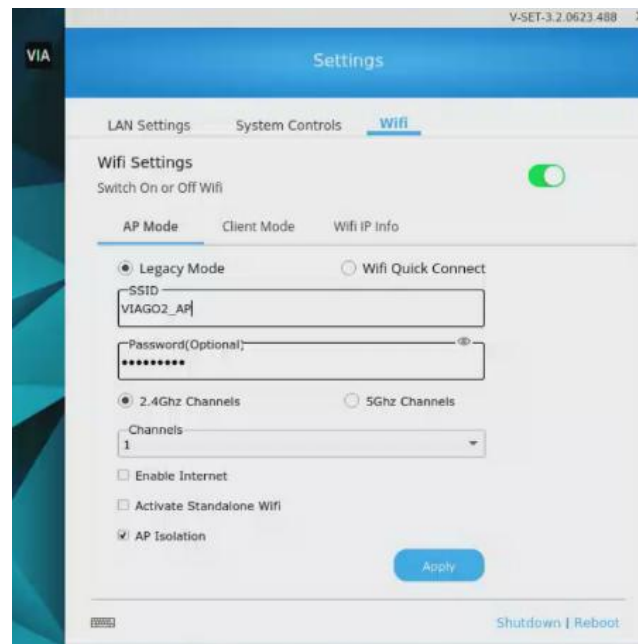 V-SET-3.2.0623.488
VIA
Settings
LAN Settings System Controls Wifi
Wifi Settings
Switch On or Off Wifi
AP Mode Client Mode Wifi IP Info
Legacy Mode Wifi Quick Connect
SSID
VIAGO2_AP
Password(Optional)
•••••••••
2.4Ghz Channels 5Ghz Channels
Channels
1
Enable Internet
Activate Standalone Wifi
AP Isolation
Apply
Shutdown | Reboot